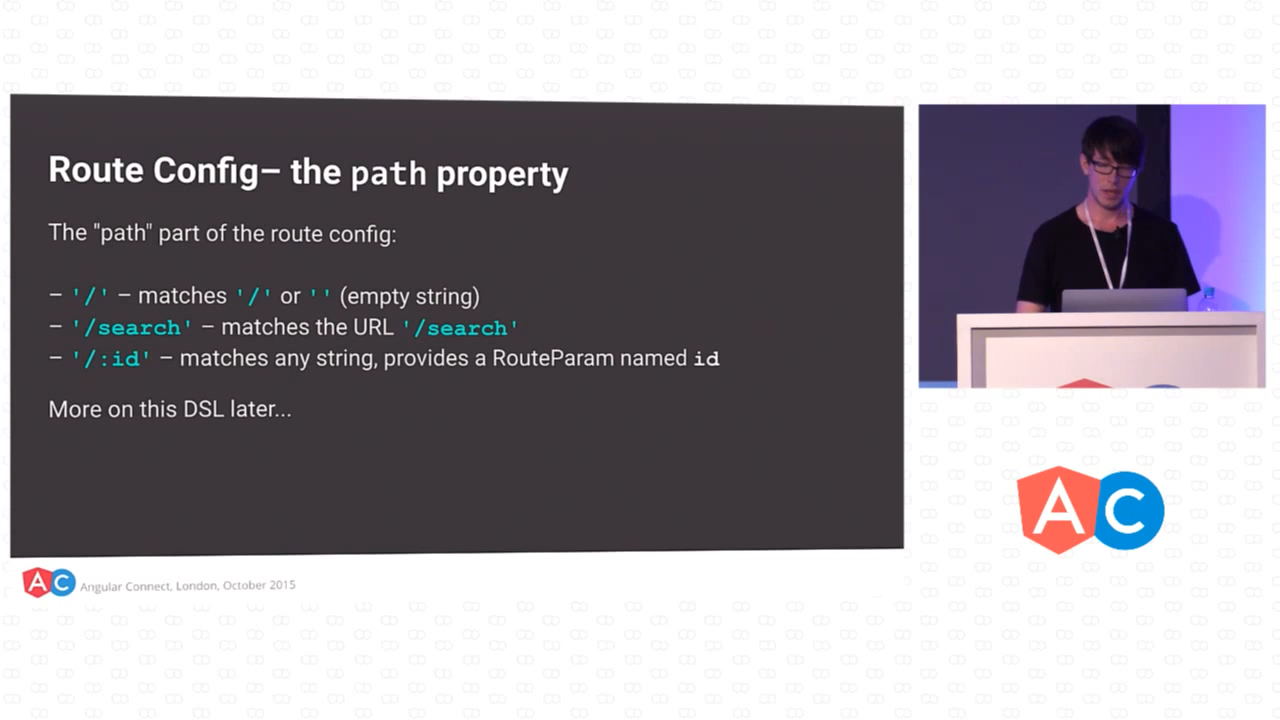 Route Config– the path property
The "path" part of the route config:
– '/' – matches '/' or '' (empty string)
– '/search' – matches the URL '/search'
– '/:id' – matches any string, provides a RouteParam named id
More on this DSL later...
AC
AC Angular Connect, London, October 2015